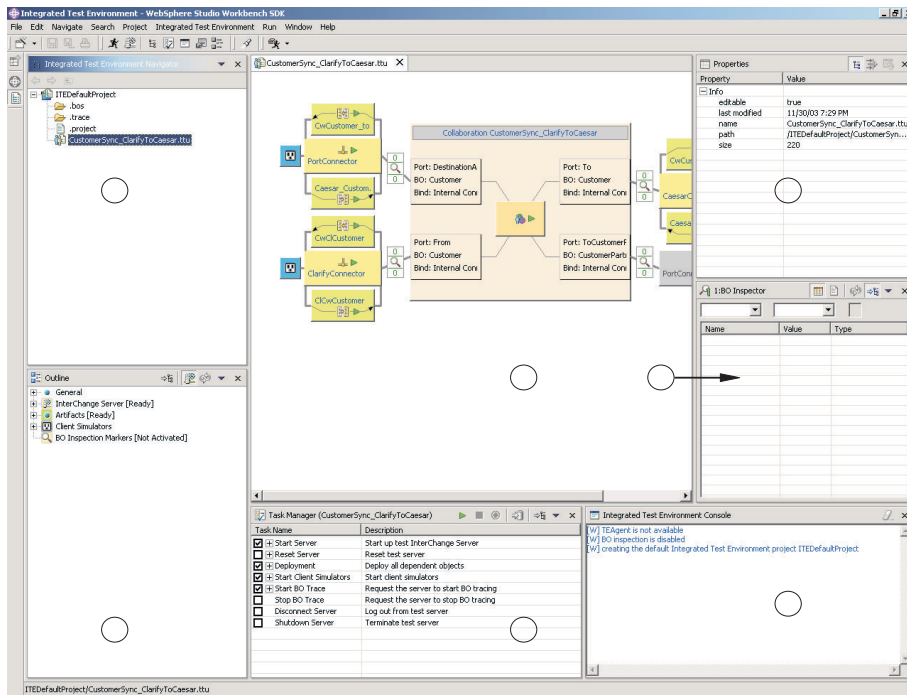 Integrated Test Environment - WebSphere Studio Workbench SDK
File Edit Navigate Search Project Integrated Test Environment Run Window Help
Integrated Test Environment Navigator
ITEDefaultProject
.bos
.trace
.project
CustomerSync_ClarifyToCaesar.ttu
CustomerSync_ClarifyToCaesar.ttu
CwCustomer_to
PortConnector
Caesar_Custom.
CwClCustomer
ClarifyConnector
ClCwCustomer
0
0
0
0
Collaboration CustomerSync_ClarifyToCaesar
Port: DestinationA
BO: Customer
Bind: Internal Con
Port: From
BO: Customer
Bind: Internal Con
Port: To
BO: Customer
Bind: Internal Con
Port: ToCustomerF
BO: CustomerPart
Bind: Internal Con
0
0
0
0
CwCu
CaesarC
Caesa
PortCon
Properties
Property Value
Info
editable true
last modified 11/30/03 7:29 PM
name CustomerSync_ClarifyToCaesar.ttu
path /ITEDefaultProject/CustomerSyn...
size 220
1:BO Inspector
Name Value Type
Outline
General
InterChange Server [Ready]
Artifacts [Ready]
Client Simulators
BO Inspection Markers [Not Activated]
Task Manager (CustomerSync_ClarifyToCaesar)
Task Name Description
Start Server Start up test InterChange Server
Reset Server Reset test server
Deployment Deploy all dependent objects
Start Client Simulators Start client simulators
Start BO Trace Request the server to start BO tracing
Stop BO Trace Request the server to stop BO tracing
Disconnect Server Log out from test server
Shutdown Server Terminate test server
Integrated Test Environment Console
[W] TEAgent is not available
[W] BO inspection is disabled
[W] creating the default Integrated Test Environment project ITEDefaultProject
ITEDefaultProject/CustomerSync_ClarifyToCaesar.ttu